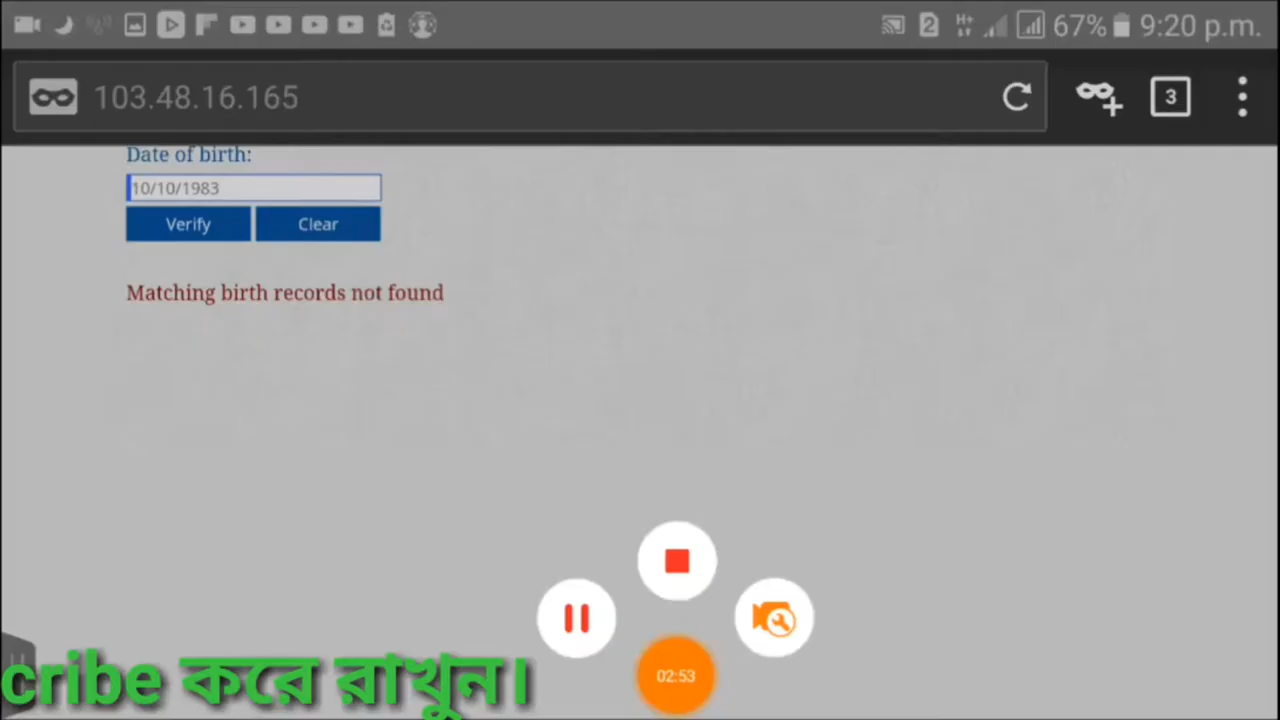 2 H+ 67% 9:20 p.m.
103.48.16.165
3
Date of birth:
10/10/1983
Verify Clear
Matching birth records not found
02:53
cribe করে রাখুন।